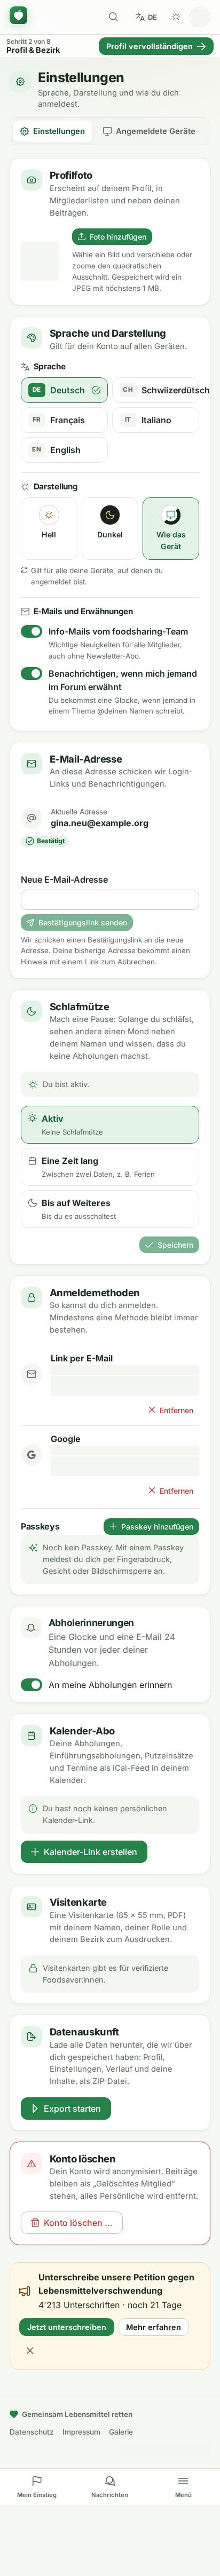 DE
Schritt 2 von 8
Profil & Bezirk
Profil vervollständigen
Einstellungen
Sprache, Darstellung und wie du dich
anmeldest.
Einstellungen
Angemeldete Geräte
Profilfoto
Erscheint auf deinem Profil, in
Mitgliederlisten und neben deinen
Beiträgen.
Foto hinzufügen
Wähle ein Bild und verschiebe oder
zoome den quadratischen
Ausschnitt. Gespeichert wird ein
JPEG mit höchstens 1 MB.
Sprache und Darstellung
Gilt für dein Konto auf allen Geräten.
Sprache
DE Deutsch
CH Schwiizerdütsch
FR Français
IT Italiano
EN English
Darstellung
Hell
Dunkel
Wie das
Gerät
Gilt für alle deine Geräte, auf denen du
angemeldet bist.
E-Mails und Erwähnungen
Info-Mails vom foodsharing-Team
Wichtige Neuigkeiten für alle Mitglieder,
auch ohne Newsletter-Abo.
Benachrichtigen, wenn mich jemand
im Forum erwähnt
Du bekommst eine Glocke, wenn jemand in
einem Thema @deinen Namen schreibt.
E-Mail-Adresse
An diese Adresse schicken wir Login-
Links und Benachrichtigungen.
Aktuelle Adresse
gina.neu@example.org
Bestätigt
Neue E-Mail-Adresse
Bestätigungslink senden
Wir schicken einen Bestätigungslink an die neue
Adresse. Deine bisherige Adresse bekommt einen
Hinweis mit einem Link zum Abbrechen.
Schlafmütze
Mach eine Pause: Solange du schläfst,
sehen andere einen Mond neben
deinem Namen und wissen, dass du
keine Abholungen machst.
Du bist aktiv.
Aktiv
Keine Schlafmütze
Eine Zeit lang
Zwischen zwei Daten, z. B. Ferien
Bis auf Weiteres
Bis du es ausschaltest
Speichern
Anmeldemethoden
So kannst du dich anmelden.
Mindestens eine Methode bleibt immer
bestehen.
Link per E-Mail
Entfernen
Google
Entfernen
Passkeys
Passkey hinzufügen
Noch kein Passkey. Mit einem Passkey
meldest du dich per Fingerabdruck,
Gesicht oder Bildschirmsperre an.
Abholerinnerungen
Eine Glocke und eine E-Mail 24
Stunden vor jeder deiner
Abholungen.
An meine Abholungen erinnern
Kalender-Abo
Deine Abholungen,
Einführungsabholungen, Putzeinsätze
und Termine als iCal-Feed in deinem
Kalender.
Du hast noch keinen persönlichen
Kalender-Link.
Kalender-Link erstellen
Visitenkarte
Eine Visitenkarte (85 × 55 mm, PDF)
mit deinem Namen, deiner Rolle und
deinem Bezirk zum Ausdrucken.
Visitenkarten gibt es für verifizierte
Foodsaver:innen.
Datenauskunft
Lade alle Daten herunter, die wir über
dich gespeichert haben: Profil,
Einstellungen, Verlauf und deine
Inhalte, als ZIP-Datei.
Export starten
Konto löschen
Dein Konto wird anonymisiert. Beiträge
bleiben als „Gelöschtes Mitglied“
stehen, alles Persönliche wird entfernt.
Konto löschen ...
Unterschreibe unsere Petition gegen
Lebensmittelverschwendung
4'213 Unterschriften · noch 21 Tage
Jetzt unterschreiben
Mehr erfahren
Gemeinsam Lebensmittel retten
Datenschutz Impressum Galerie
Mein Einstieg
Nachrichten
Menü